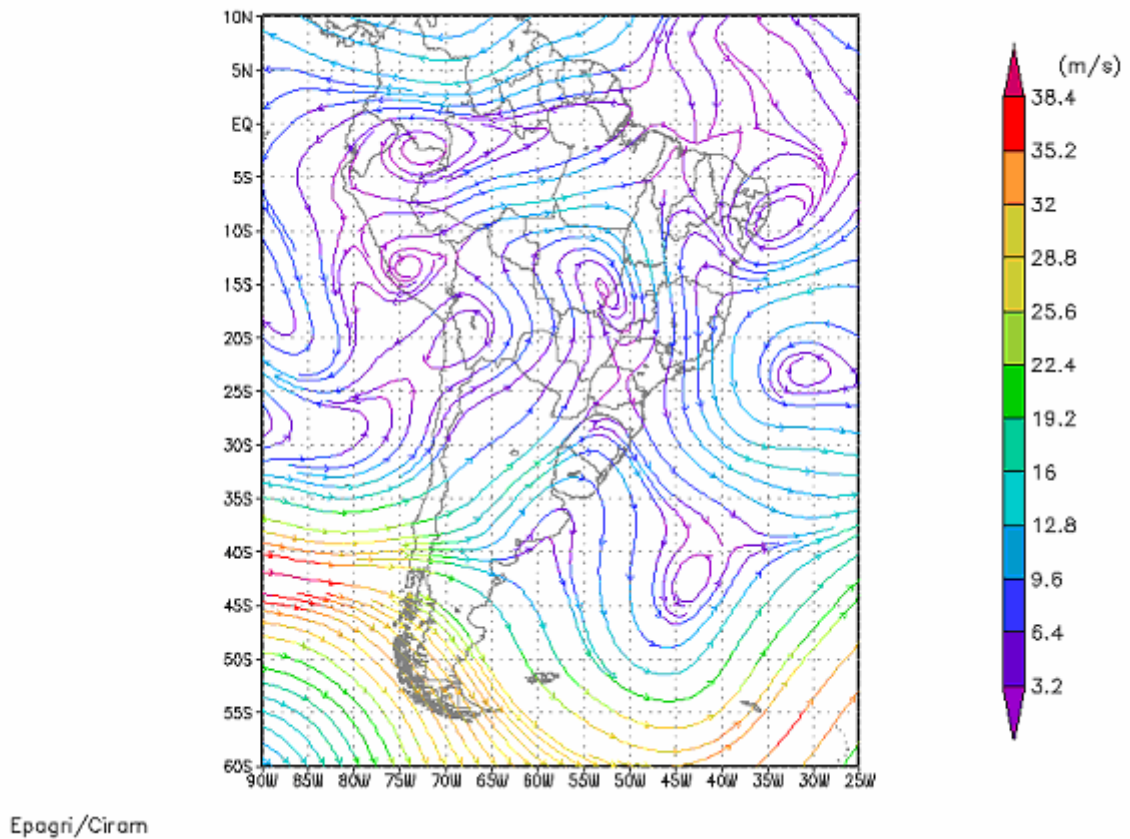 10N
5N
EQ
5S
10S
15S
20S
25S
30S
35S
40S
45S
50S
55S
60S
90W 85W 80W 75W 70W 65W 60W 55W 50W 45W 40W 35W 30W 25W
(m/s)
38.4
35.2
32
28.8
25.6
22.4
19.2
16
12.8
9.6
6.4
3.2
Epagri/Ciram